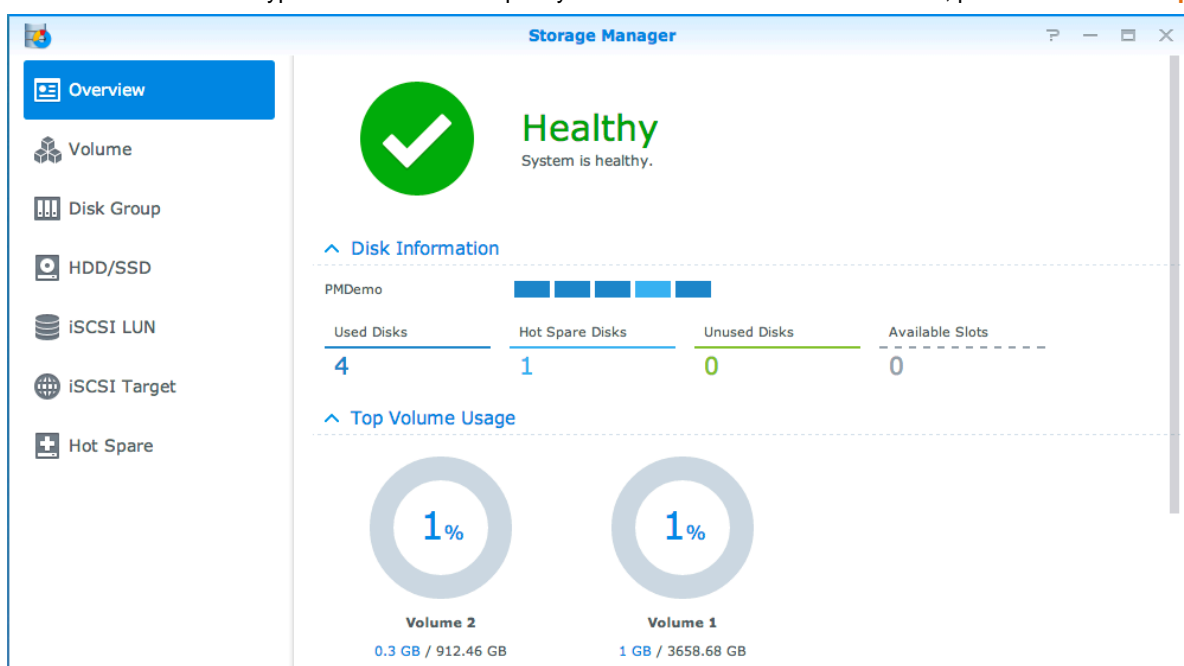 Storage Manager
Overview
Volume
Disk Group
HDD/SSD
iSCSI LUN
iSCSI Target
Hot Spare
Healthy
System is healthy.
Disk Information
PMDemo
Used Disks Hot Spare Disks Unused Disks Available Slots
4 1 0 0
Top Volume Usage
1% 1%
Volume 2 Volume 1
0.3 GB / 912.46 GB 1 GB / 3658.68 GB